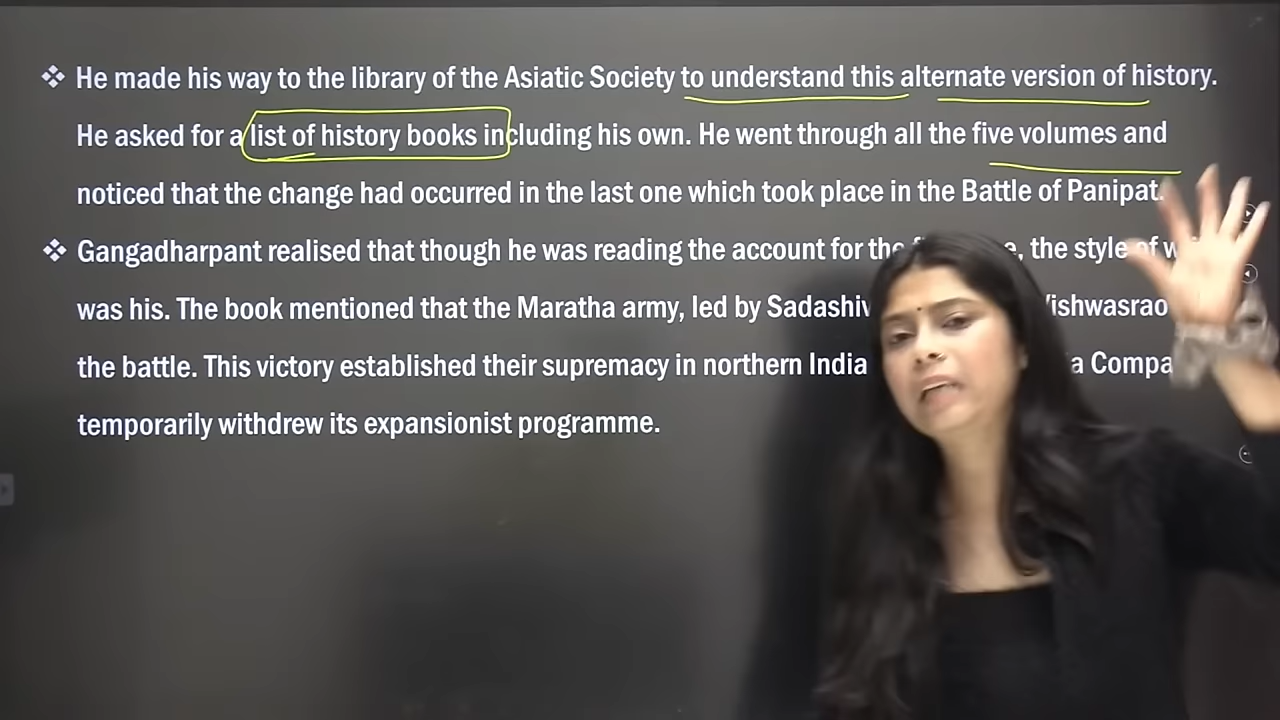 ❖ He made his way to the library of the Asiatic Society to understand this alternate version of history.
He asked for a list of history books including his own. He went through all the five volumes and
noticed that the change had occurred in the last one which took place in the Battle of Panipat.
❖ Gangadharpant realised that though he was reading the account for the the style of
was his. The book mentioned that the Maratha army, led by
the battle. This victory established their supremacy in northern India
temporarily withdrew its expansionist programme.